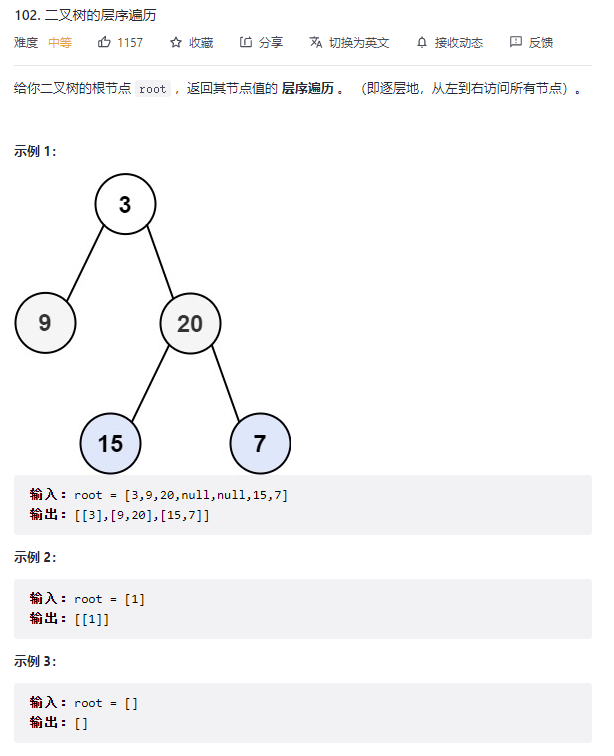 102. 二叉树的层序遍历
难度 中等 1157 收藏 分享 切换为英文 接收动态 反馈
给你二叉树的根节点 root ，返回其节点值的 层序遍历 。 （即逐层地，从左到右访问所有节点）。
示例 1：
3
9 20
15 7
输入：root = [3,9,20,null,null,15,7]
输出：[[3],[9,20],[15,7]]
示例 2：
输入：root = [1]
输出：[[1]]
示例 3：
输入：root = []
输出：[]